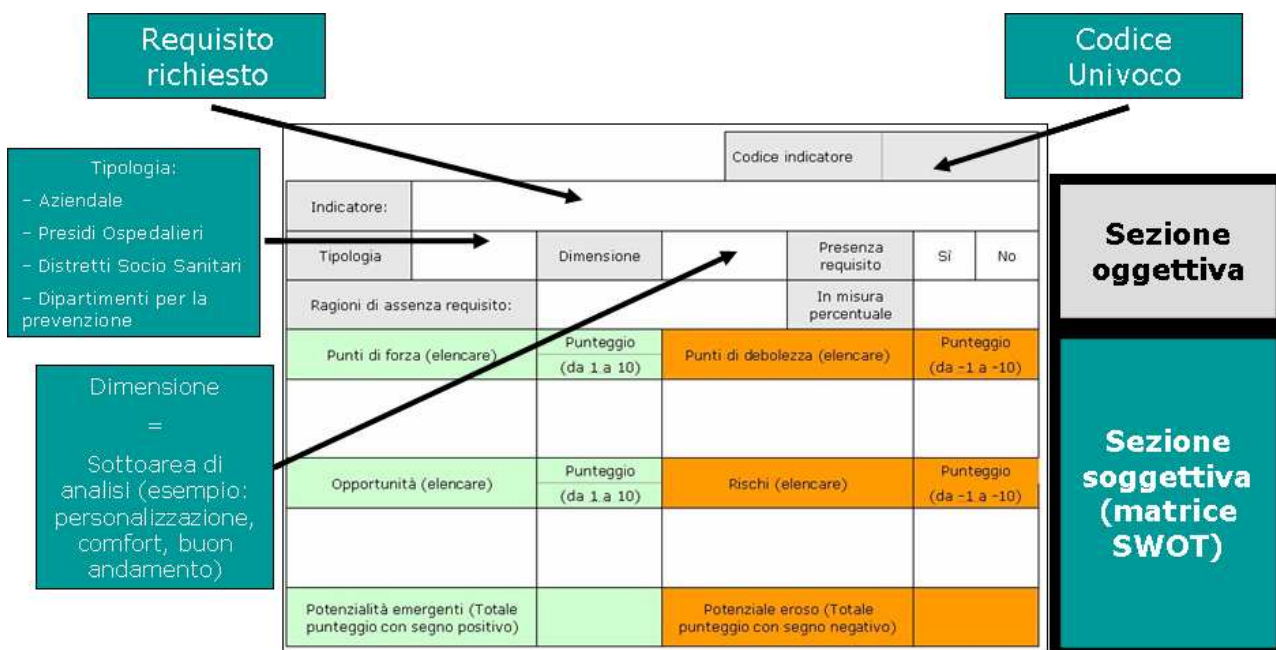 Requisito
richiesto
Codice
Univoco
Tipologia:
– Aziendale
– Presidi Ospedalieri
– Distretti Socio Sanitari
– Dipartimenti per la
prevenzione
Dimensione
=
Sottoarea di
analisi (esempio:
personalizzazione,
comfort, buon
andamento)
Codice indicatore
Indicatore:
Tipologia
Dimensione
Presenza
requisito
Sí
No
Ragioni di assenza requisito:
In misura
percentuale
Punti di forza (elencare)
Punteggio
(da 1 a 10)
Punti di debolezza (elencare)
Punteggio
(da -1 a -10)
Opportunità (elencare)
Punteggio
(da 1 a 10)
Rischi (elencare)
Punteggio
(da -1 a -10)
Potenzialità emergenti (Totale
punteggio con segno positivo)
Potenziale eroso (Totale
punteggio con segno negativo)
Sezione
oggettiva
Sezione
soggettiva
(matrice
SWOT)